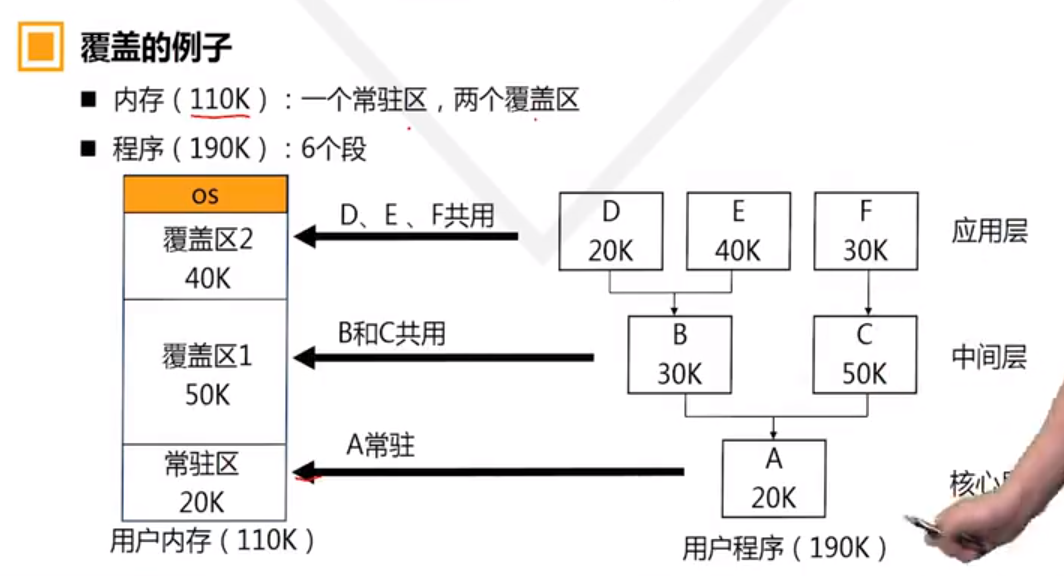 覆盖的例子
■ 内存（110K）：一个常驻区，两个覆盖区
■ 程序（190K）：6个段
OS
覆盖区2
40K
覆盖区1
50K
常驻区
20K
用户内存（110K）
D、E 、F共用
B和C共用
A常驻
D
20K
E
40K
F
30K
应用层
B
30K
C
50K
中间层
A
20K
核心
用户程序（190K）